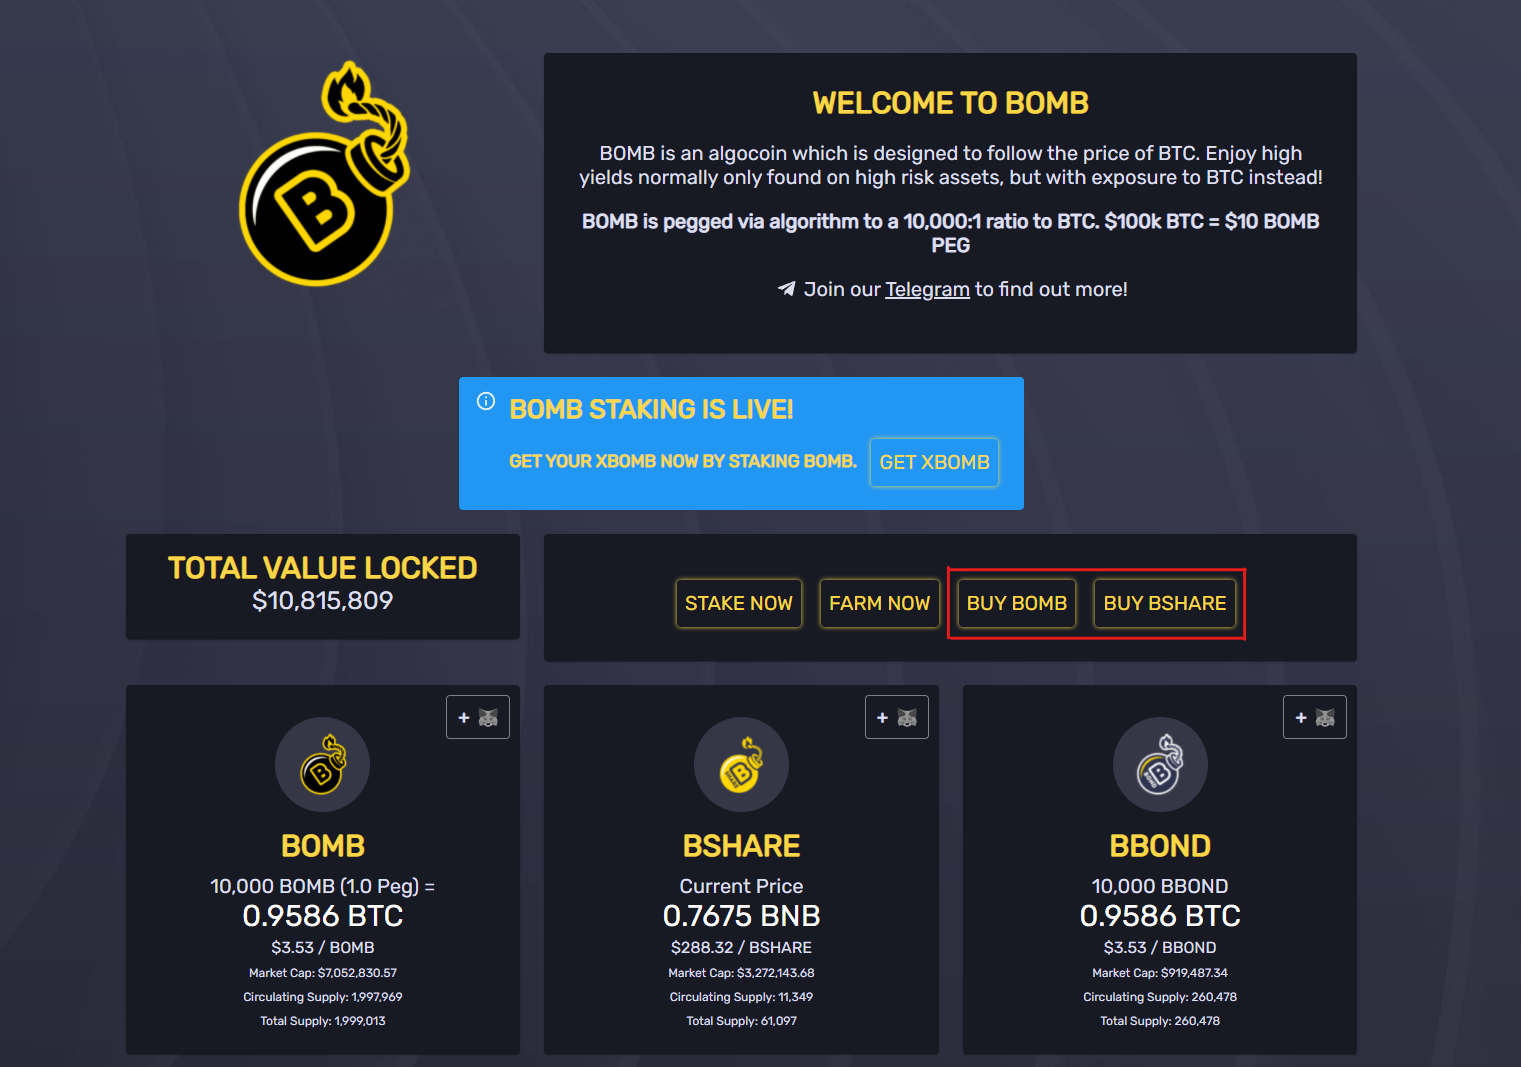 WELCOME TO BOMB
BOMB is an algocoin which is designed to follow the price of BTC. Enjoy high
yields normally only found on high risk assets, but with exposure to BTC instead!
BOMB is pegged via algorithm to a 10,000:1 ratio to BTC. $100k BTC = $10 BOMB
PEG
Join our Telegram to find out more!
BOMB STAKING IS LIVE!
GET YOUR XBOMB NOW BY STAKING BOMB.
GET XBOMB
TOTAL VALUE LOCKED
$10,815,809
STAKE NOW
FARM NOW
BUY BOMB
BUY BSHARE
+
B
BOMB
10,000 BOMB (1.0 Peg) =
0.9586 BTC
$3.53 / BOMB
Market Cap: $7,052,830.57
Circulating Supply: 1,997,969
Total Supply: 1,999,013
+
B
BSHARE
Current Price
0.7675 BNB
$288.32 / BSHARE
Market Cap: $3,272,143.68
Circulating Supply: 11,349
Total Supply: 61,097
+
B
BBOND
10,000 BBOND
0.9586 BTC
$3.53 / BBOND
Market Cap: $919,487.34
Circulating Supply: 260,478
Total Supply: 260,478